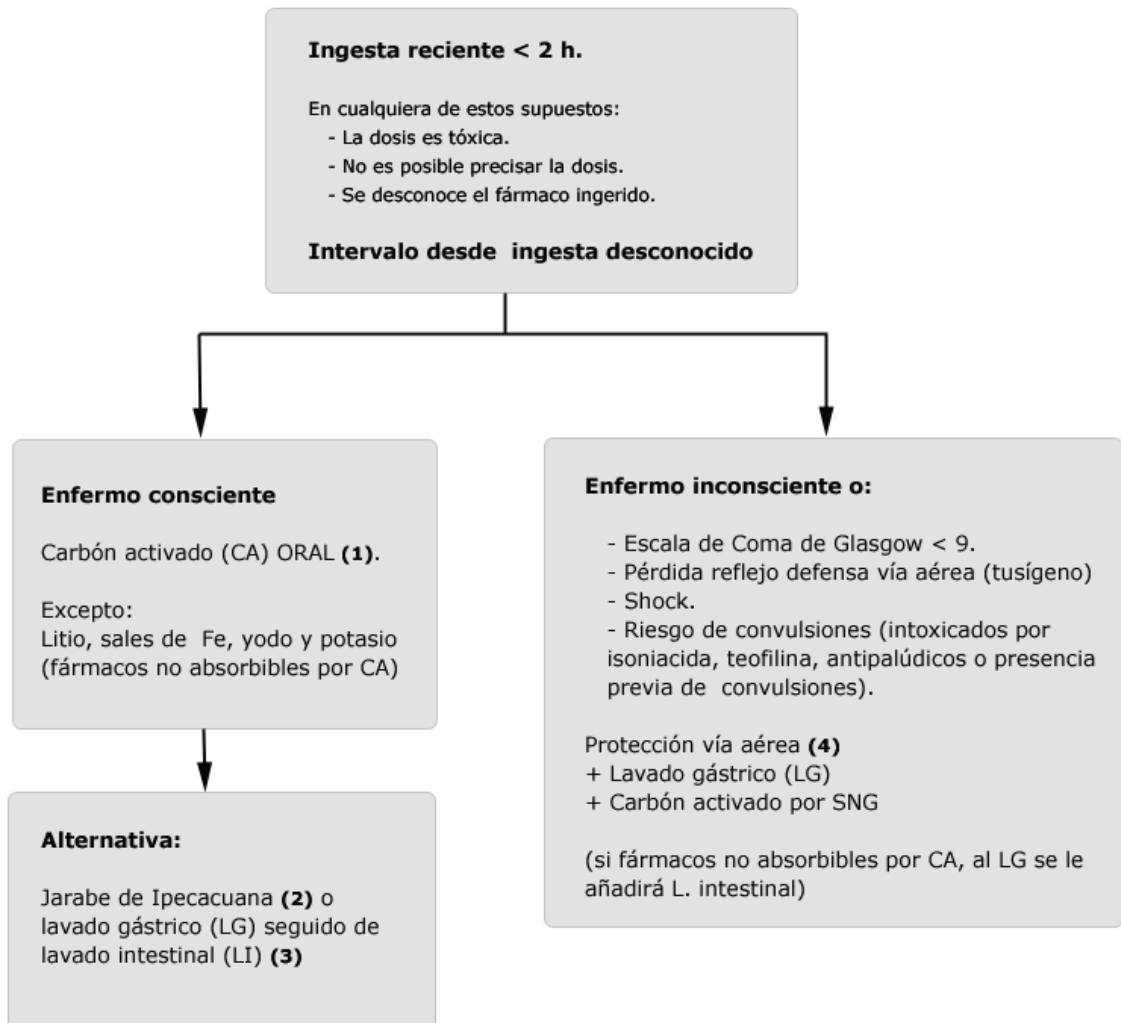 Ingesta reciente < 2 h.
En cualquiera de estos supuestos:
- La dosis es tóxica.
- No es posible precisar la dosis.
- Se desconoce el fármaco ingerido.
Intervalo desde ingesta desconocido
Enfermo consciente
Carbón activado (CA) ORAL (1).
Excepto:
Litio, sales de Fe, yodo y potasio
(fármacos no absorbibles por CA)
Alternativa:
Jarabe de Ipecacuana (2) o
lavado gástrico (LG) seguido de
lavado intestinal (LI) (3)
Enfermo inconsciente o:
- Escala de Coma de Glasgow < 9.
- Pérdida reflejo defensa vía aérea (tusígeno)
- Shock.
- Riesgo de convulsiones (intoxicados por
isoniacida, teofilina, antipalúdicos o presencia
previa de convulsiones).
Protección vía aérea (4)
+ Lavado gástrico (LG)
+ Carbón activado por SNG
(si fármacos no absorbibles por CA, al LG se le
añadirá L. intestinal)